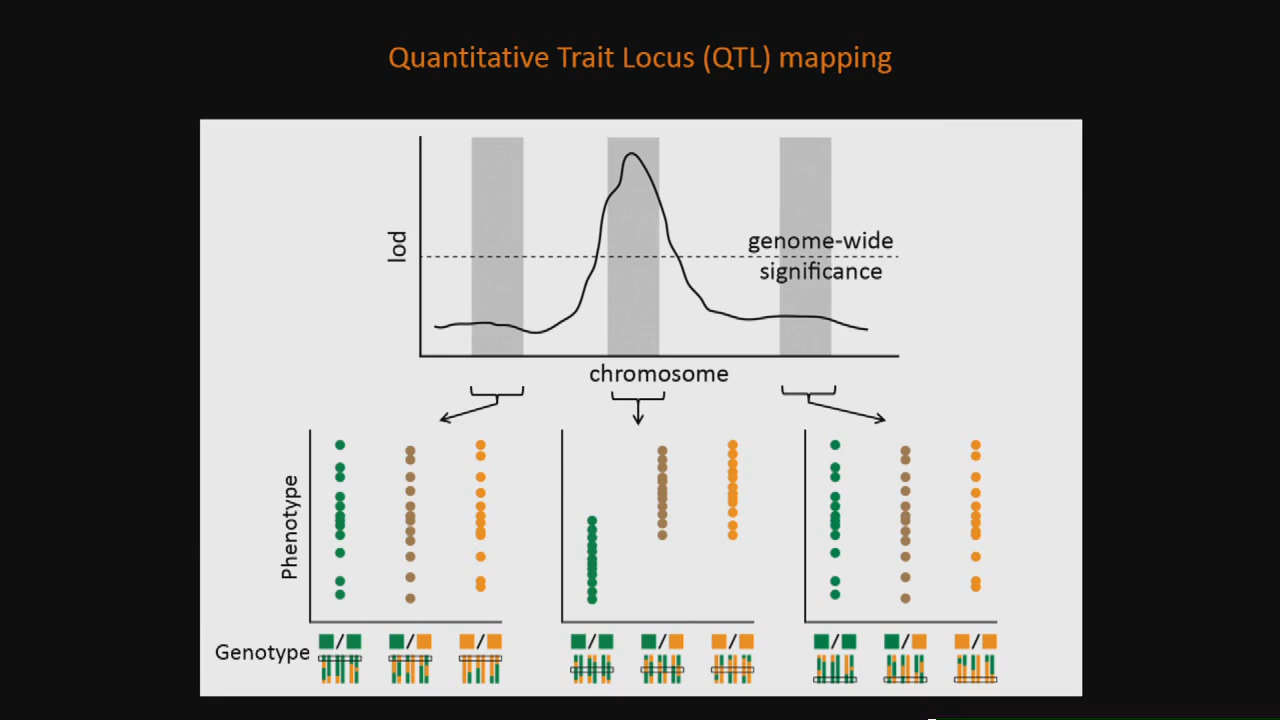 Quantitative Trait Locus (QTL) mapping
lod
genome-wide
significance
chromosome
Phenotype
Genotype
/ / / / / / / / /